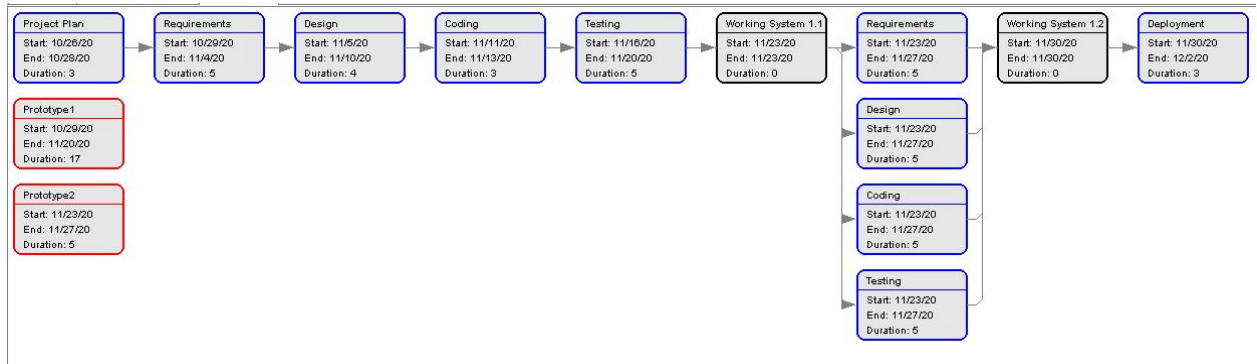 Project Plan
Start: 10/26/20
End: 10/28/20
Duration: 3
Requirements
Start: 10/29/20
End: 11/4/20
Duration: 5
Design
Start: 11/5/20
End: 11/10/20
Duration: 4
Coding
Start: 11/11/20
End: 11/13/20
Duration: 3
Testing
Start: 11/16/20
End: 11/20/20
Duration: 5
Working System 1.1
Start: 11/23/20
End: 11/23/20
Duration: 0
Requirements
Start: 11/23/20
End: 11/27/20
Duration: 5
Working System 1.2
Start: 11/30/20
End: 11/30/20
Duration: 0
Deployment
Start: 11/30/20
End: 12/2/20
Duration: 3
Prototype1
Start: 10/29/20
End: 11/20/20
Duration: 17
Design
Start: 11/23/20
End: 11/27/20
Duration: 5
Prototype2
Start: 11/23/20
End: 11/27/20
Duration: 5
Coding
Start: 11/23/20
End: 11/27/20
Duration: 5
Testing
Start: 11/23/20
End: 11/27/20
Duration: 5